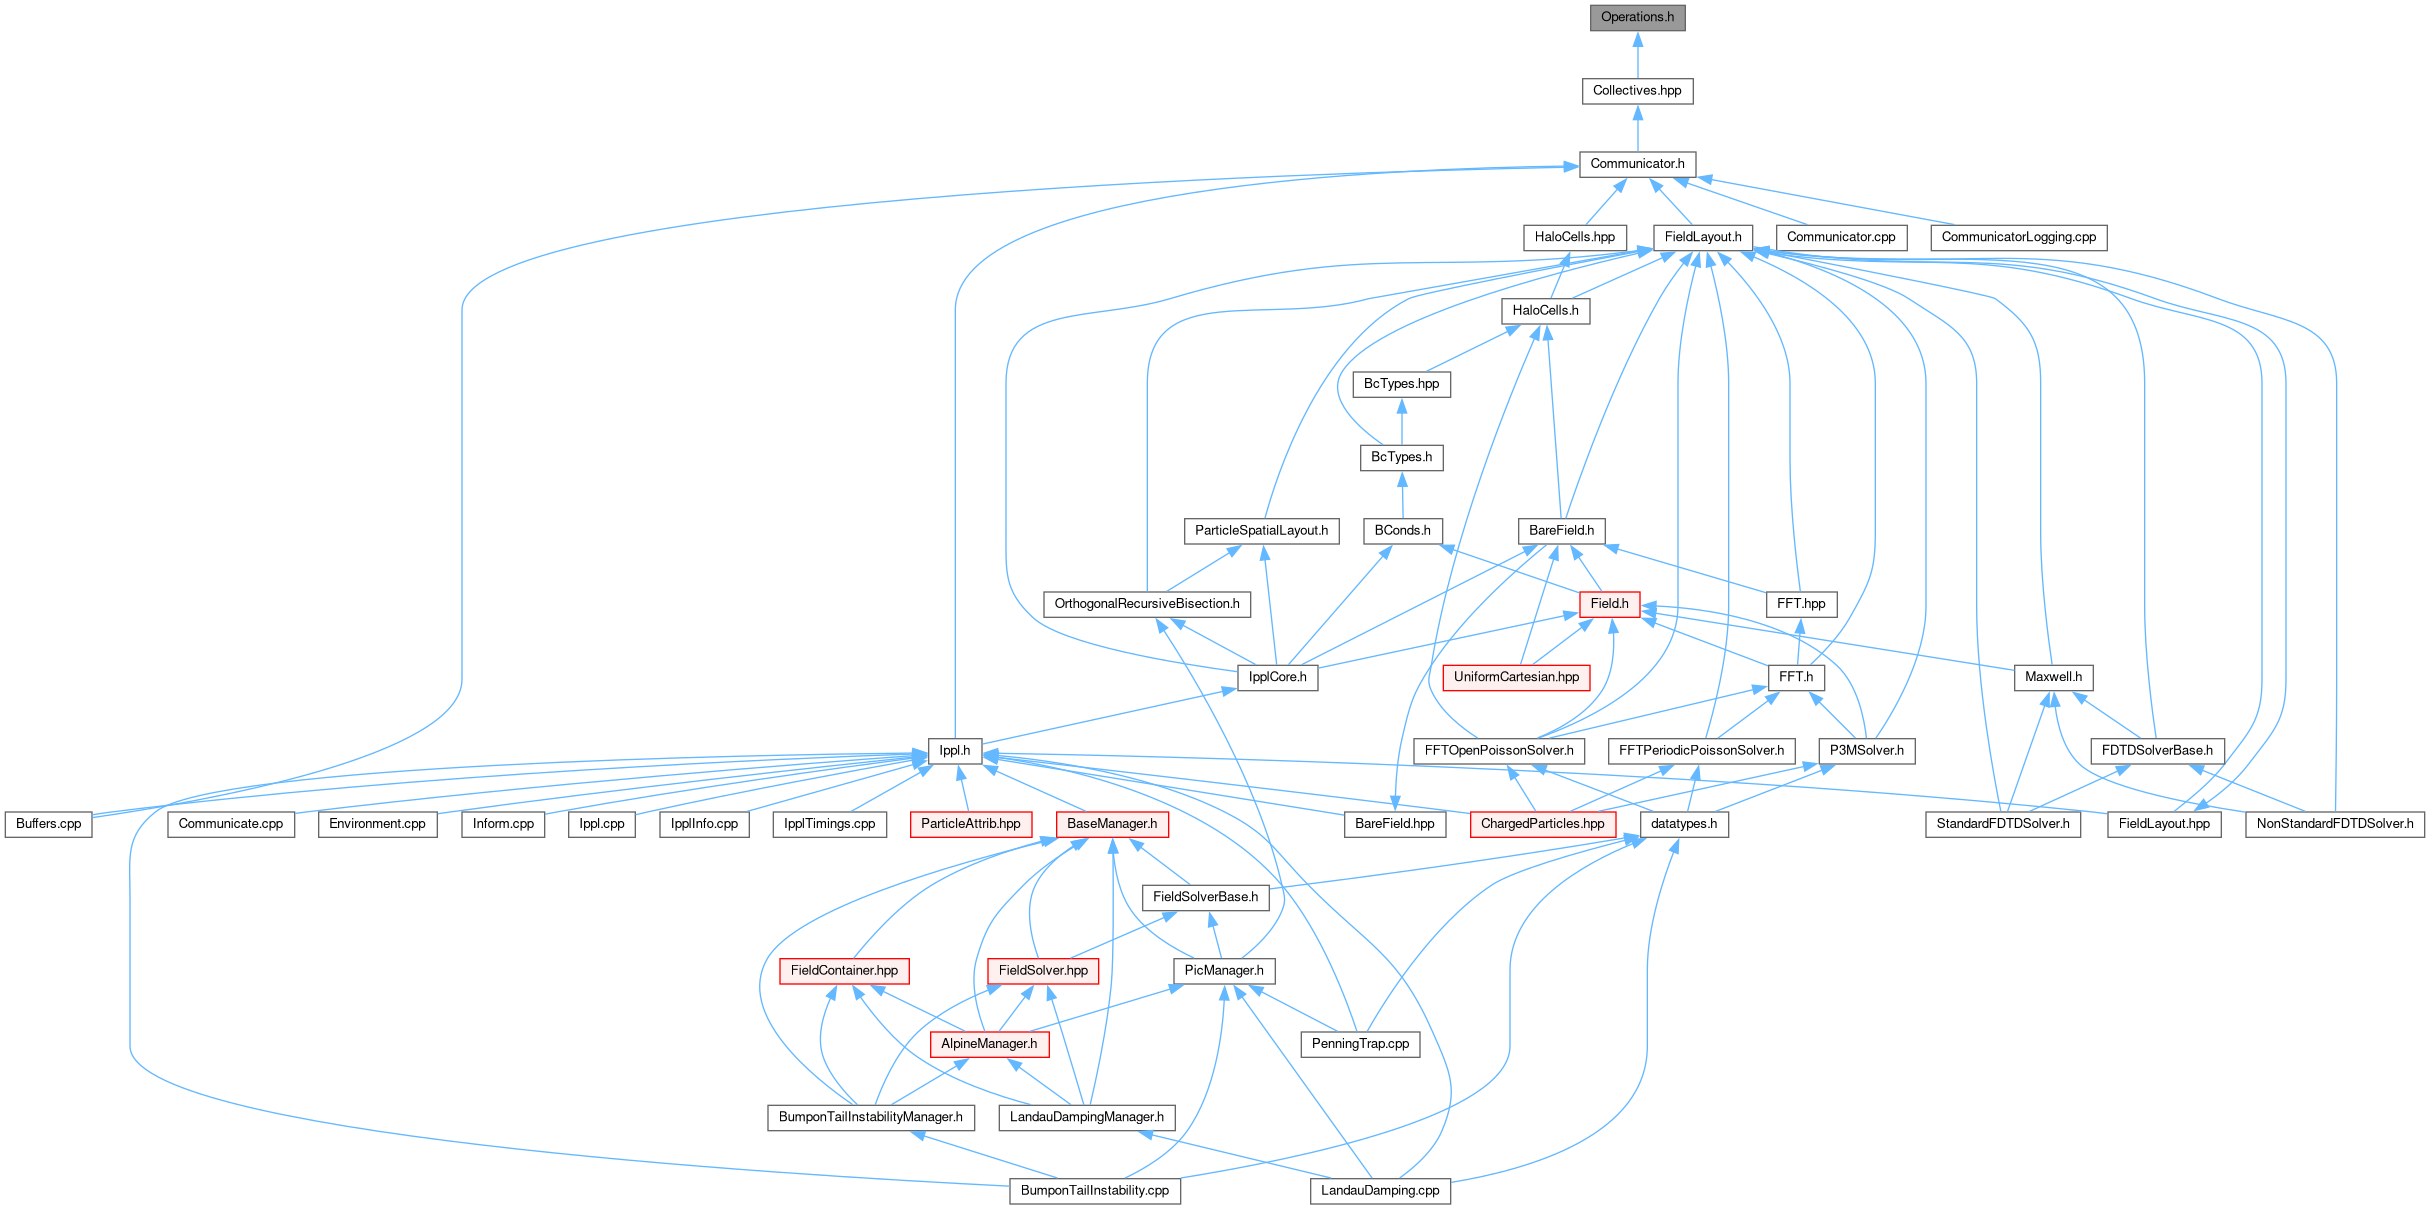 Operations.h
Collectives.hpp
Communicator.h
HaloCells.hpp
FieldLayout.h
Communicator.cpp
CommunicatorLogging.cpp
HaloCells.h
BcTypes.hpp
BcTypes.h
ParticleSpatialLayout.h
BConds.h
BareField.h
OrthogonalRecursiveBisection.h
Field.h
FFT.hpp
IpplCore.h
UniformCartesian.hpp
FFT.h
Maxwell.h
Ippl.h
FFTOpenPoissonSolver.h
FFTPeriodicPoissonSolver.h
P3MSolver.h
FDTDSolverBase.h
Buffers.cpp
Communicate.cpp
Environment.cpp
Inform.cpp
Ippl.cpp
IpplInfo.cpp
IpplTimings.cpp
ParticleAttrib.hpp
BaseManager.h
BareField.hpp
ChargedParticles.hpp
datatypes.h
StandardFDTDSolver.h
FieldLayout.hpp
NonStandardFDTDSolver.h
FieldSolverBase.h
FieldContainer.hpp
FieldSolver.hpp
PicManager.h
AlpineManager.h
PenningTrap.cpp
BumponTailInstabilityManager.h
LandauDampingManager.h
BumponTailInstability.cpp
LandauDamping.cpp